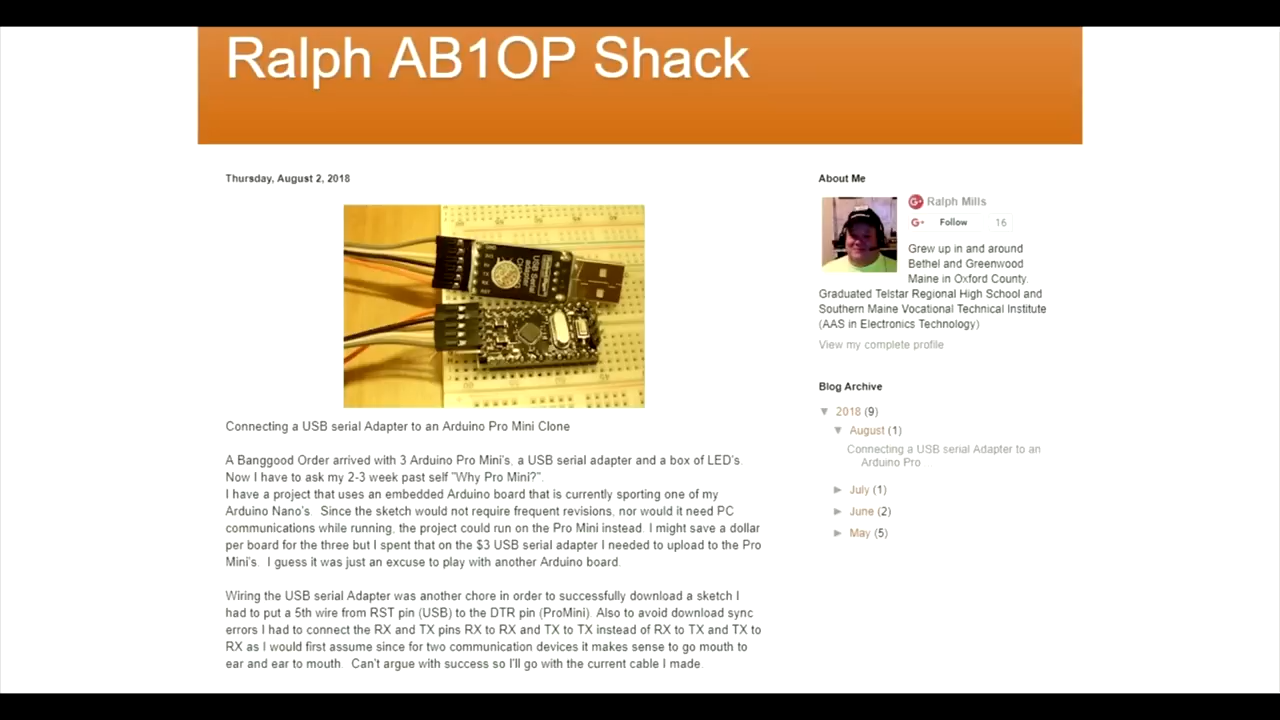 Ralph AB1OP Shack
Thursday, August 2, 2018
USB Serial
adapter
Connecting a USB serial Adapter to an Arduino Pro Mini Clone
A Banggood Order arrived with 3 Arduino Pro Mini's, a USB serial adapter and a box of LED's.
Now I have to ask my 2-3 week past self "Why Pro Mini?".
I have a project that uses an embedded Arduino board that is currently sporting one of my
Arduino Nano's. Since the sketch would not require frequent revisions, nor would it need PC
communications while running, the project could run on the Pro Mini instead. I might save a dollar
per board for the three but I spent that on the $3 USB serial adapter I needed to upload to the Pro
Mini's. I guess it was just an excuse to play with another Arduino board.
Wiring the USB serial Adapter was another chore in order to successfully download a sketch I
had to put a 5th wire from RST pin (USB) to the DTR pin (ProMini). Also to avoid download sync
errors I had to connect the RX and TX pins RX to RX and TX to TX instead of RX to TX and TX to
RX as I would first assume since for two communication devices it makes sense to go mouth to
ear and ear to mouth. Can't argue with success so I'll go with the current cable I made.
About Me
G+ Ralph Mills
G+ Follow 16
Grew up in and around
Bethel and Greenwood
Maine in Oxford County.
Graduated Telstar Regional High School and
Southern Maine Vocational Technical Institute
(AAS in Electronics Technology)
View my complete profile
Blog Archive
▼ 2018 (9)
▼ August (1)
Connecting a USB serial Adapter to an
Arduino Pro ...
► July (1)
► June (2)
► May (5)